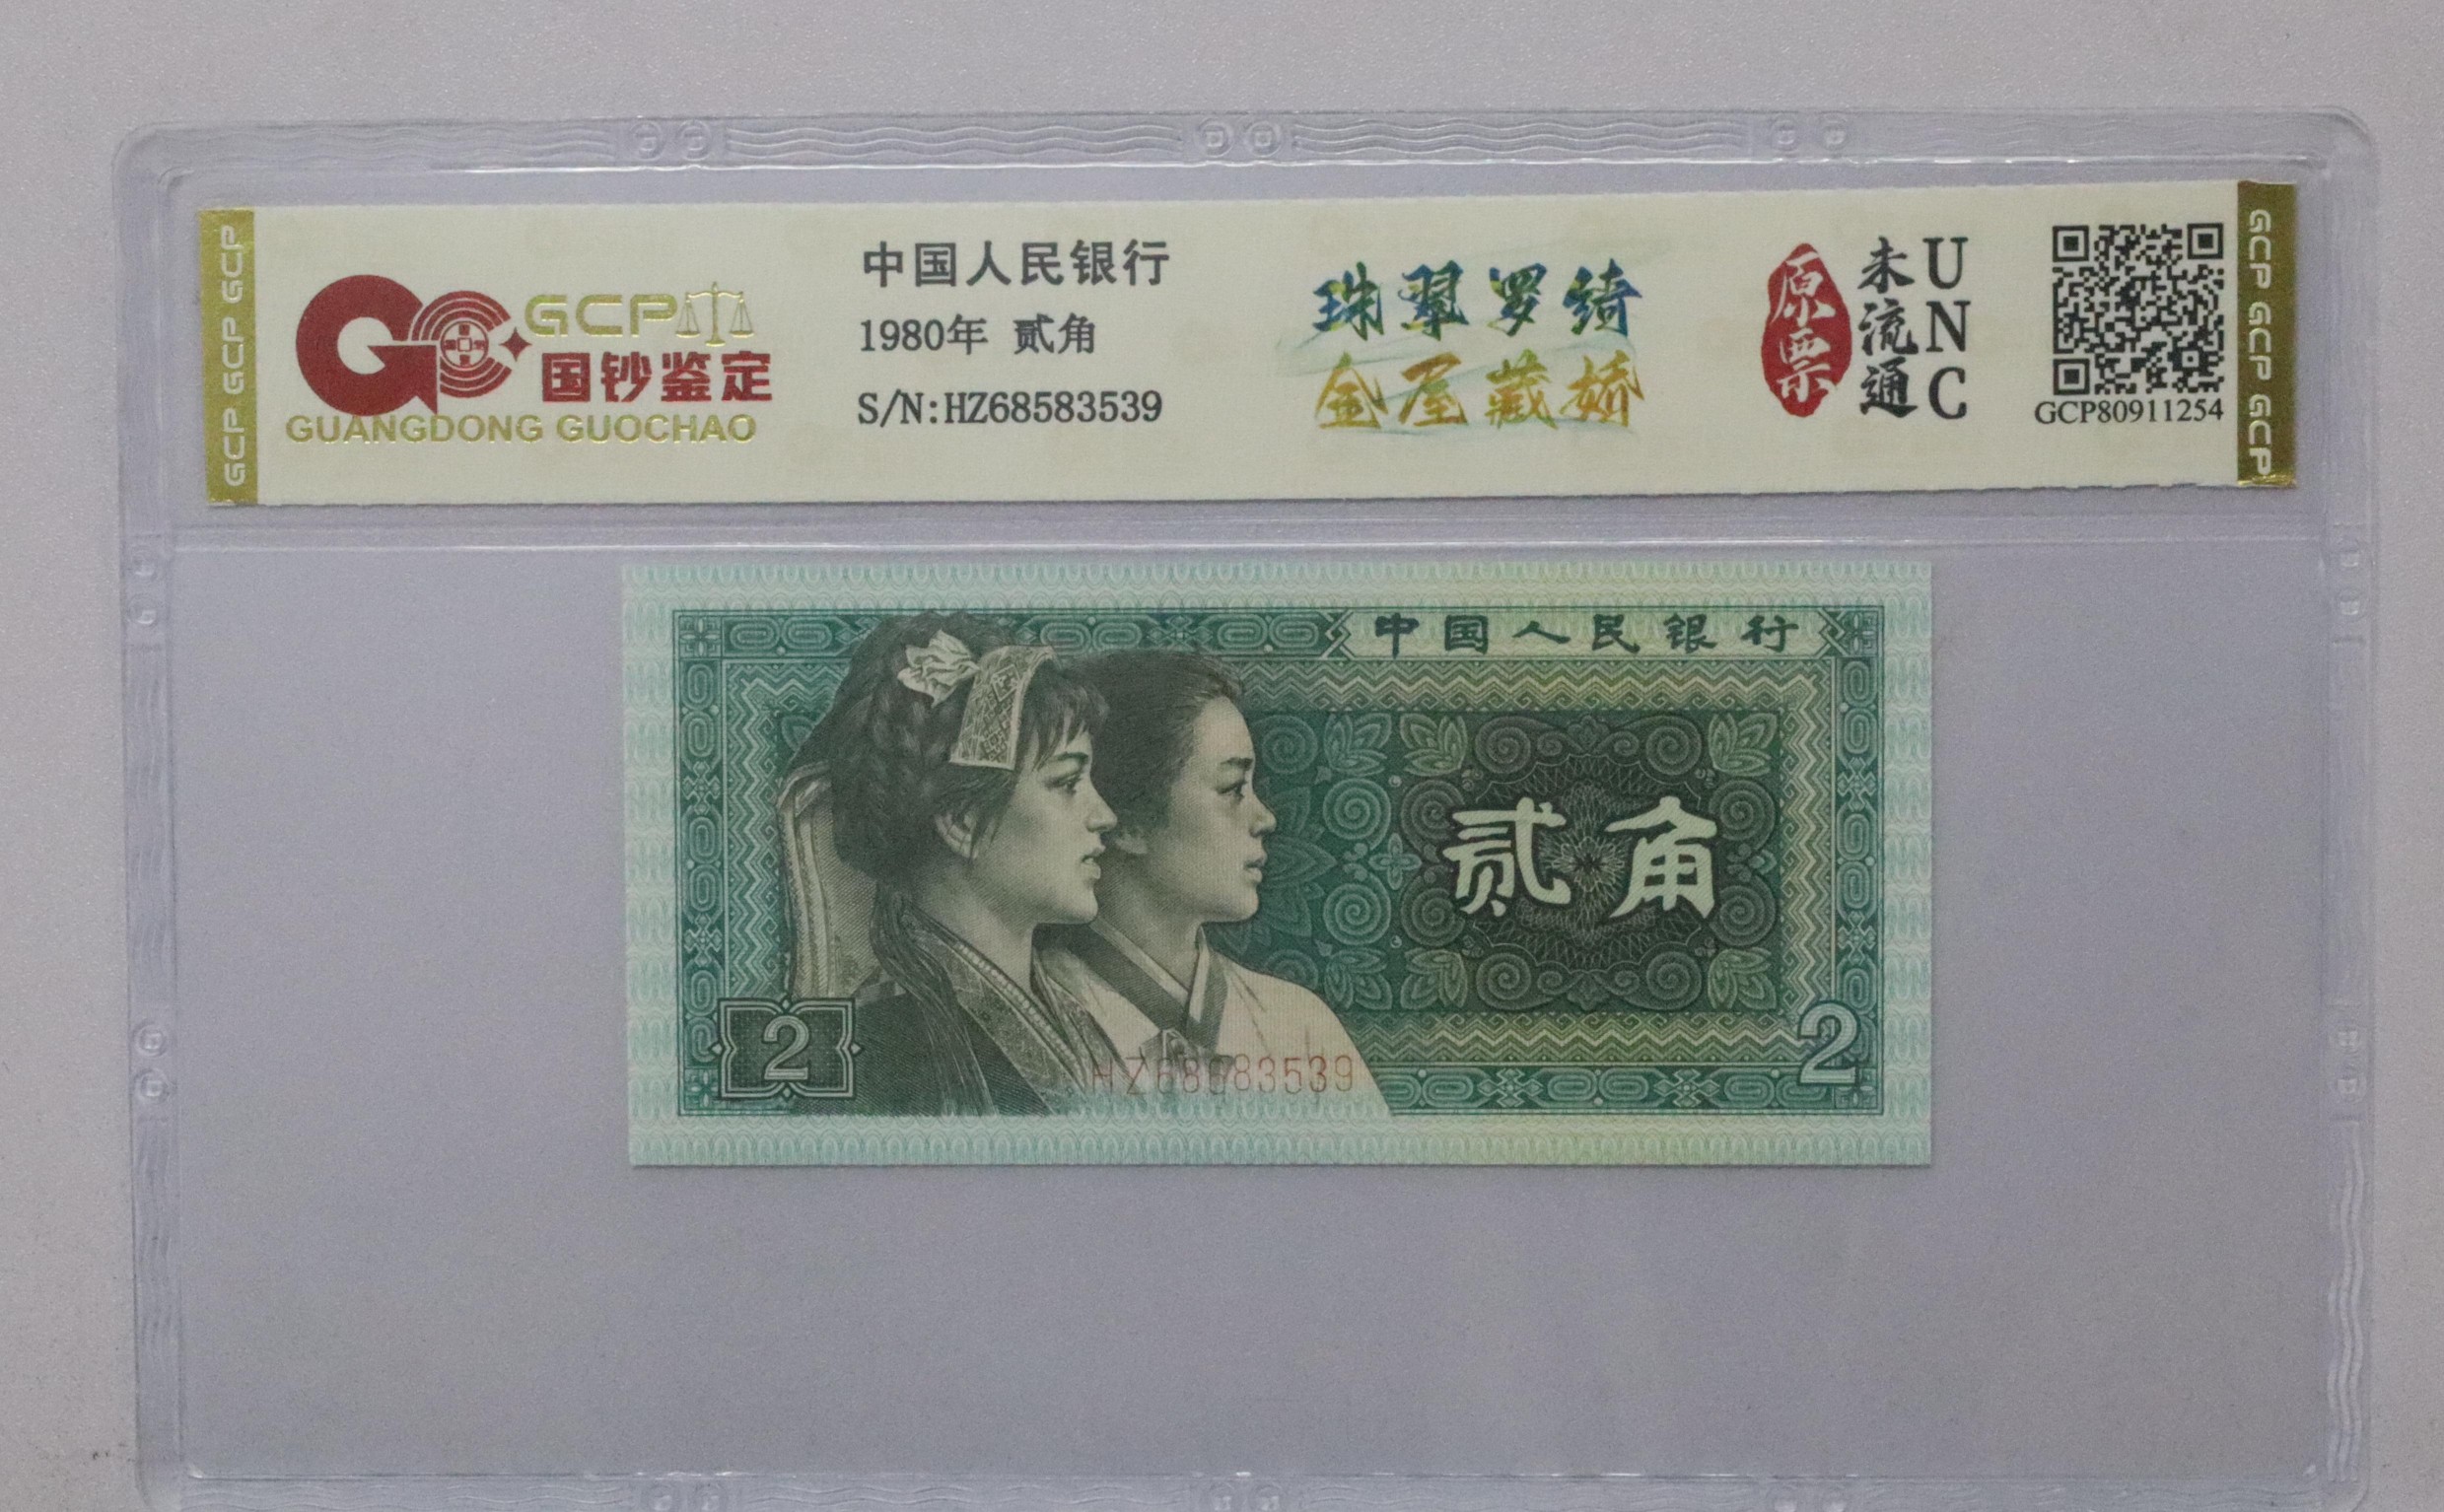 GCP GCP GCP
GCP
国钞鉴定
GUANGDONG GUOCHAO
中国人民银行
1980年 贰角
S/N:HZ68583539
珠翠罗绮
金屋藏娇
原票
未流通
UNC
GCP80911254
GCP GCP GCP
中国人民银行
贰角
2
HZ68583539
2